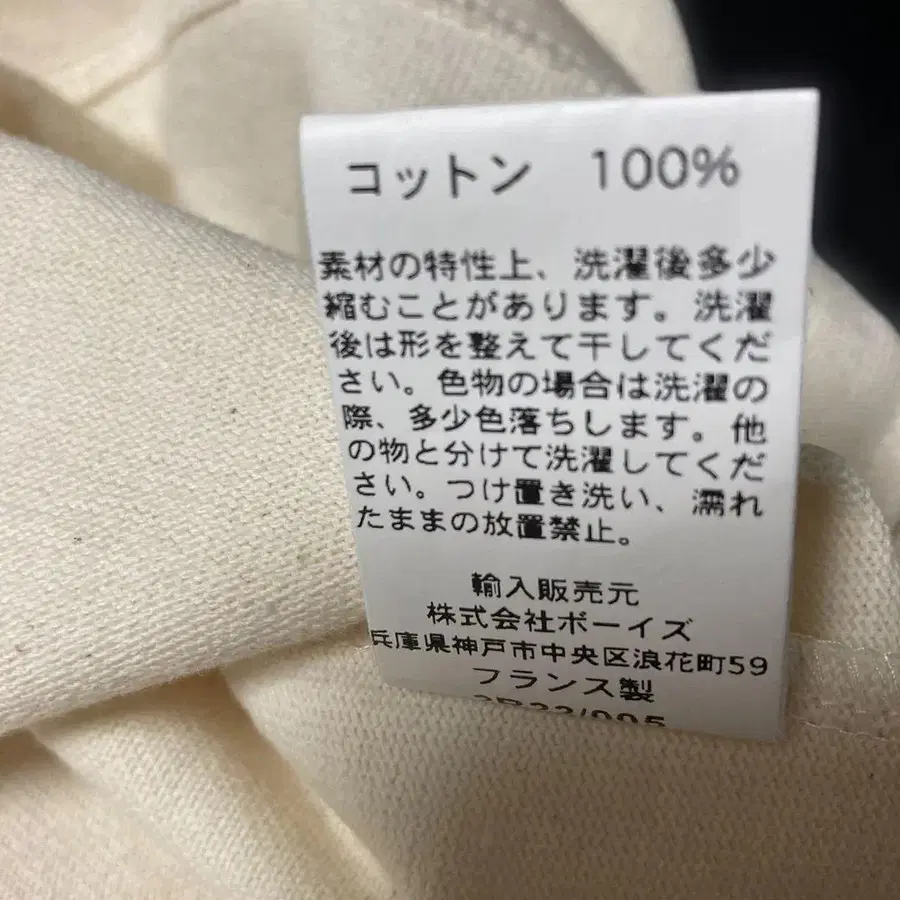 コットン 100%
素材の特性上、洗濯後多少
縮むことがあります。洗濯
後は形を整えて干してくだ
さい。色物の場合は洗濯の
際、多少色落ちします。他
の物と分けて洗濯してくだ
さい。つけ置き洗い、濡れ
たままの放置禁止。
輸入販売元
株式会社ボーイズ
兵庫県神戸市中央区浪花町59
フランス製